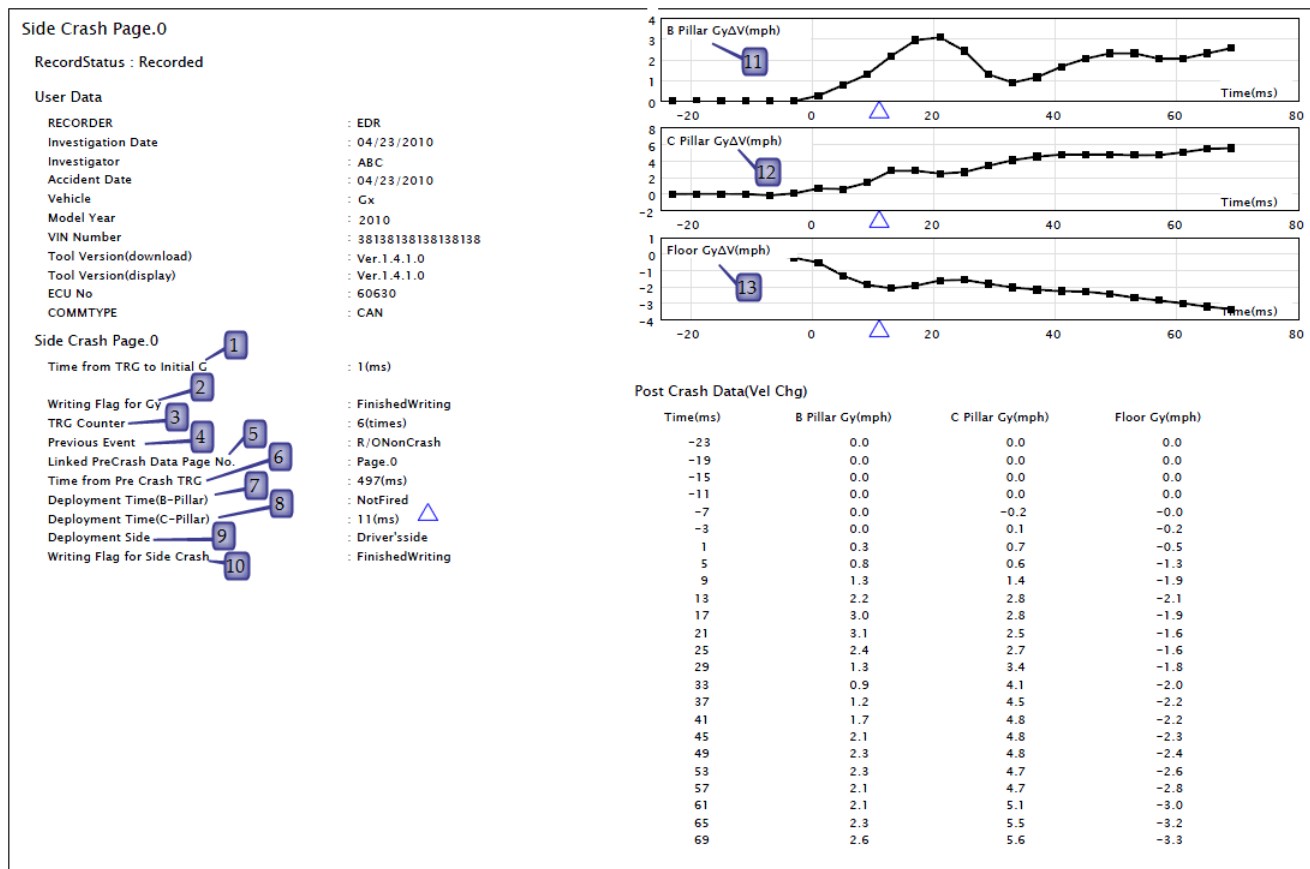 Side Crash Page.0
RecordStatus : Recorded
User Data
RECORDER : EDR
Investigation Date : 04/23/2010
Investigator : ABC
Accident Date : 04/23/2010
Vehicle : Gx
Model Year : 2010
VIN Number : 38138138138138138
Tool Version(download) : Ver.1.4.1.0
Tool Version(display) : Ver.1.4.1.0
ECU No : 60630
COMMTYPE : CAN
Side Crash Page.0
1
Time from TRG to Initial G : 1(ms)
2
Writing Flag for Gy : FinishedWriting
TRG Counter 3 : 6(times)
Previous Event 4 : R/ONonCrash
Linked PreCrash Data Page No. 5 : Page.0
Time from Pre Crash TRG 6 : 497(ms)
Deployment Time(B-Pillar) 7 : NotFired
Deployment Time(C-Pillar) 8 : 11(ms)
Deployment Side 9 : Driver'sside
Writing Flag for Side Crash 10 : FinishedWriting
B Pillar GyΔV(mph)
11
4
3
2
1
0
Time(ms)
-20 0 20 40 60 80
C Pillar GyΔV(mph)
12
8
6
4
2
0
-2
Time(ms)
-20 0 20 40 60 80
Floor GyΔV(mph)
13
1
0
-1
-2
-3
-4
Time(ms)
-20 0 20 40 60 80
Post Crash Data(Vel Chg)
Time(ms) B Pillar Gy(mph) C Pillar Gy(mph) Floor Gy(mph)
-23 0.0 0.0 0.0
-19 0.0 0.0 0.0
-15 0.0 0.0 0.0
-11 0.0 0.0 0.0
-7 0.0 -0.2 -0.0
-3 0.0 0.1 -0.2
1 0.3 0.7 -0.5
5 0.8 0.6 -1.3
9 1.3 1.4 -1.9
13 2.2 2.8 -2.1
17 3.0 2.8 -1.9
21 3.1 2.5 -1.6
25 2.4 2.7 -1.6
29 1.3 3.4 -1.8
33 0.9 4.1 -2.0
37 1.2 4.5 -2.2
41 1.7 4.8 -2.2
45 2.1 4.8 -2.3
49 2.3 4.8 -2.4
53 2.3 4.7 -2.6
57 2.1 4.7 -2.8
61 2.1 5.1 -3.0
65 2.3 5.5 -3.2
69 2.6 5.6 -3.3